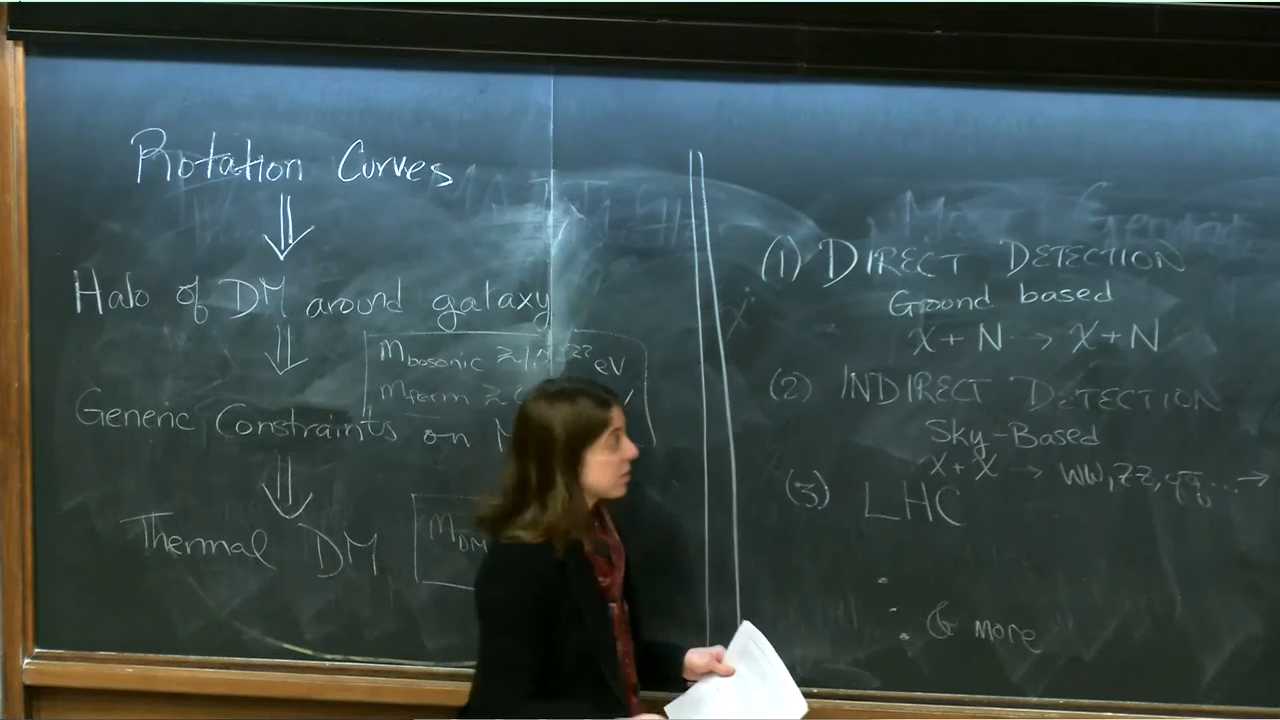 Rotation Curves
⇓
Halo of DM around galaxy
⇓
m_bosonic ≳ eV
m_ferm ≳
Generic Constraints on
⇓
Thermal DM
M_DM
(1) DIRECT DETECTION
Ground based
χ + N → χ + N
(2) INDIRECT DETECTION
Sky-Based
χ + χ → WW, ZZ, qq̄, ... →
(3) LHC
& more